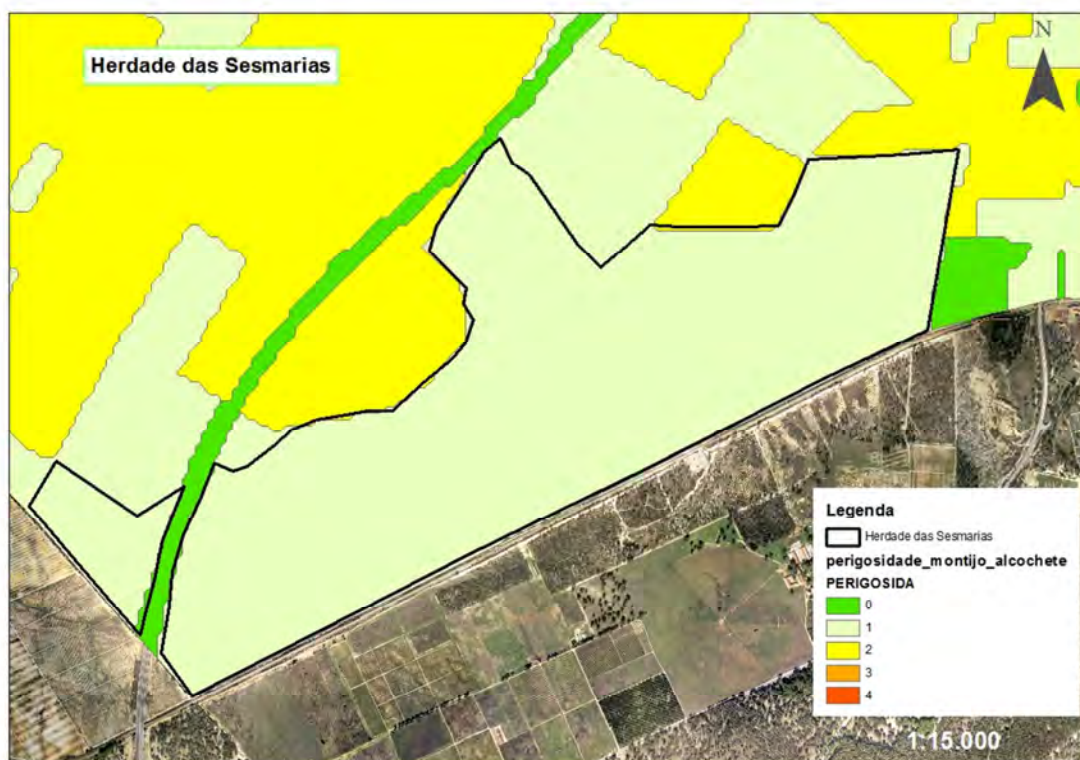 Herdade das Sesmarias
N
Legenda
Herdade das Sesmarias
perigosidade_montijo_alcochete
PERIGOSIDA
0
1
2
3
4
1:15.000